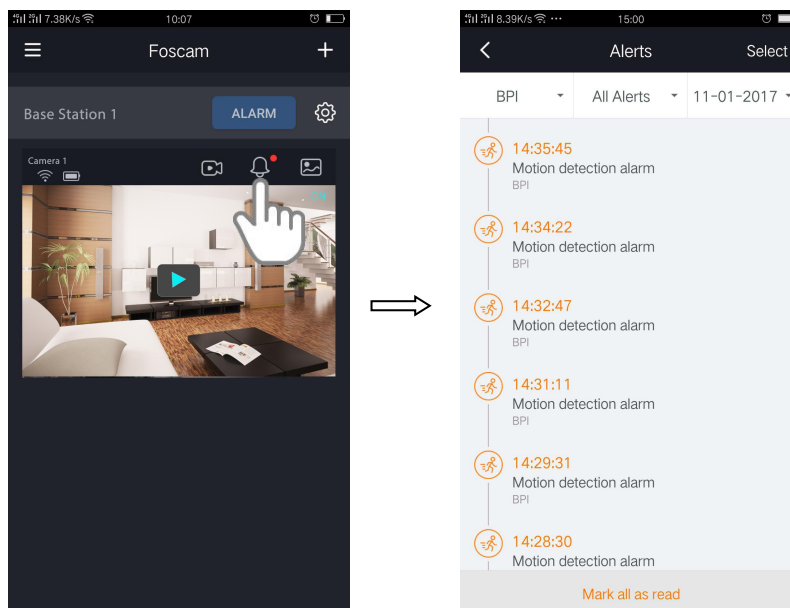 7.38K/s 10:07
Foscam
Base Station 1 ALARM
Camera 1
8.39K/s ... 15:00
Alerts Select
BPI All Alerts 11-01-2017
14:35:45
Motion detection alarm
BPI
14:34:22
Motion detection alarm
BPI
14:32:47
Motion detection alarm
BPI
14:31:11
Motion detection alarm
BPI
14:29:31
Motion detection alarm
BPI
14:28:30
Motion detection alarm
Mark all as read